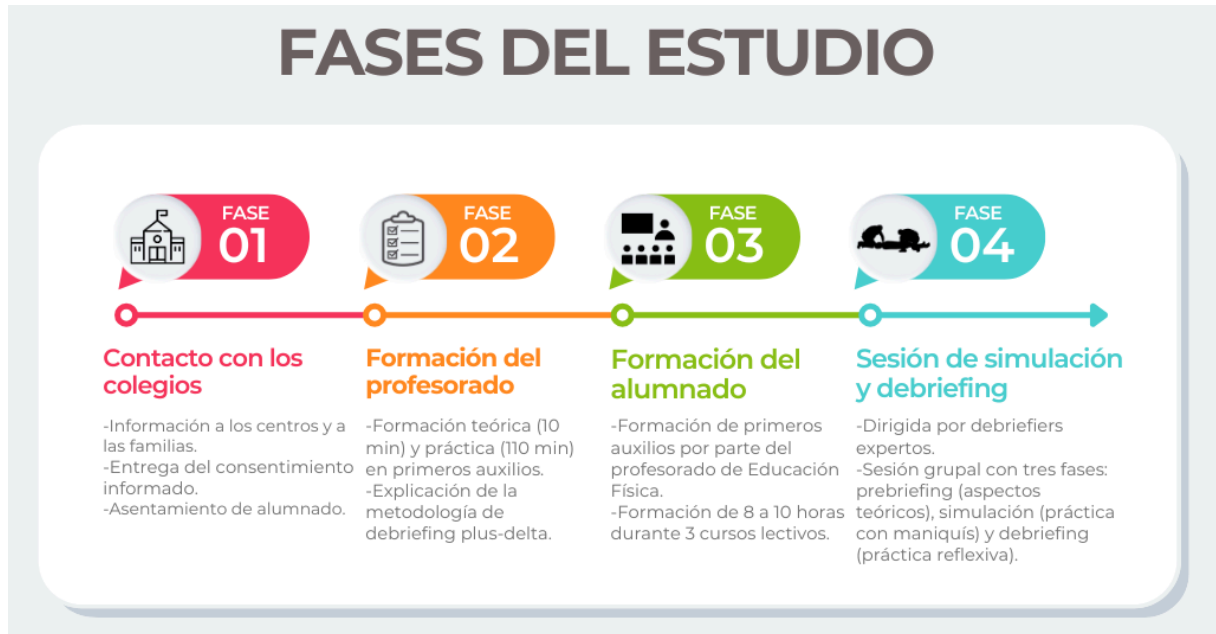 FASES DEL ESTUDIO
FASE
01
FASE
02
FASE
03
FASE
04
Contacto con los
colegios
-Información a los centros y a
las familias.
-Entrega del consentimiento
informado.
-Asentamiento de alumnado.
Formación del
profesorado
-Formación teórica (10
min) y práctica (110 min)
en primeros auxilios.
-Explicación de la
metodología de
debriefing plus-delta.
Formación del
alumnado
-Formación de primeros
auxilios por parte del
profesorado de Educación
Física.
-Formación de 8 a 10 horas
durante 3 cursos lectivos.
Sesión de simulación
y debriefing
-Dirigida por debriefiers
expertos.
-Sesión grupal con tres fases:
prebriefing (aspectos
teóricos), simulación (práctica
con maniquís) y debriefing
(práctica reflexiva).